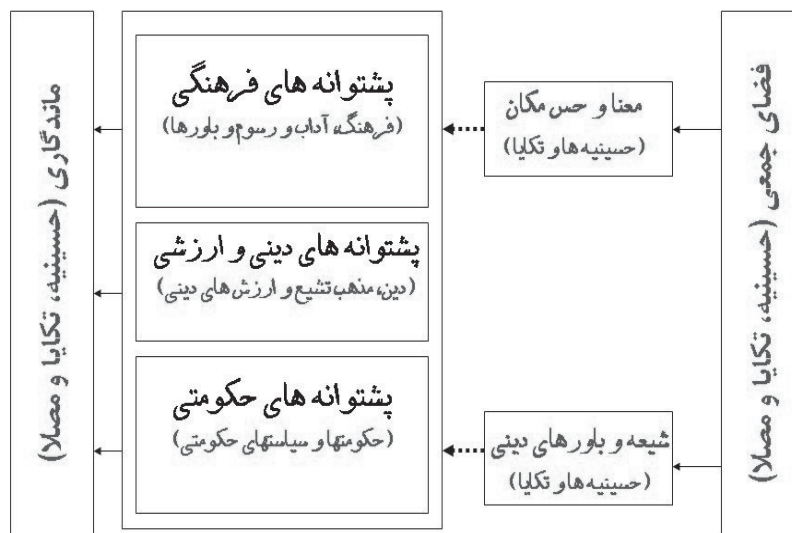 فضای جمعی (حسینیه، تکایا و مصلا)
معنا و حس مکان
(حسینیه ها و تکایا)
شیعه و باورهای دینی
(حسینیه ها و تکایا)
پشتوانه های فرهنگی
(فرهنگ، آداب و رسوم و باورها)
پشتوانه های دینی و ارزشی
(دین، مذهب تشیع و ارزش های دینی)
پشتوانه های حکومتی
(حکومتها و سیاستهای حکومتی)
ماندگاری (حسینیه، تکایا و مصلا)